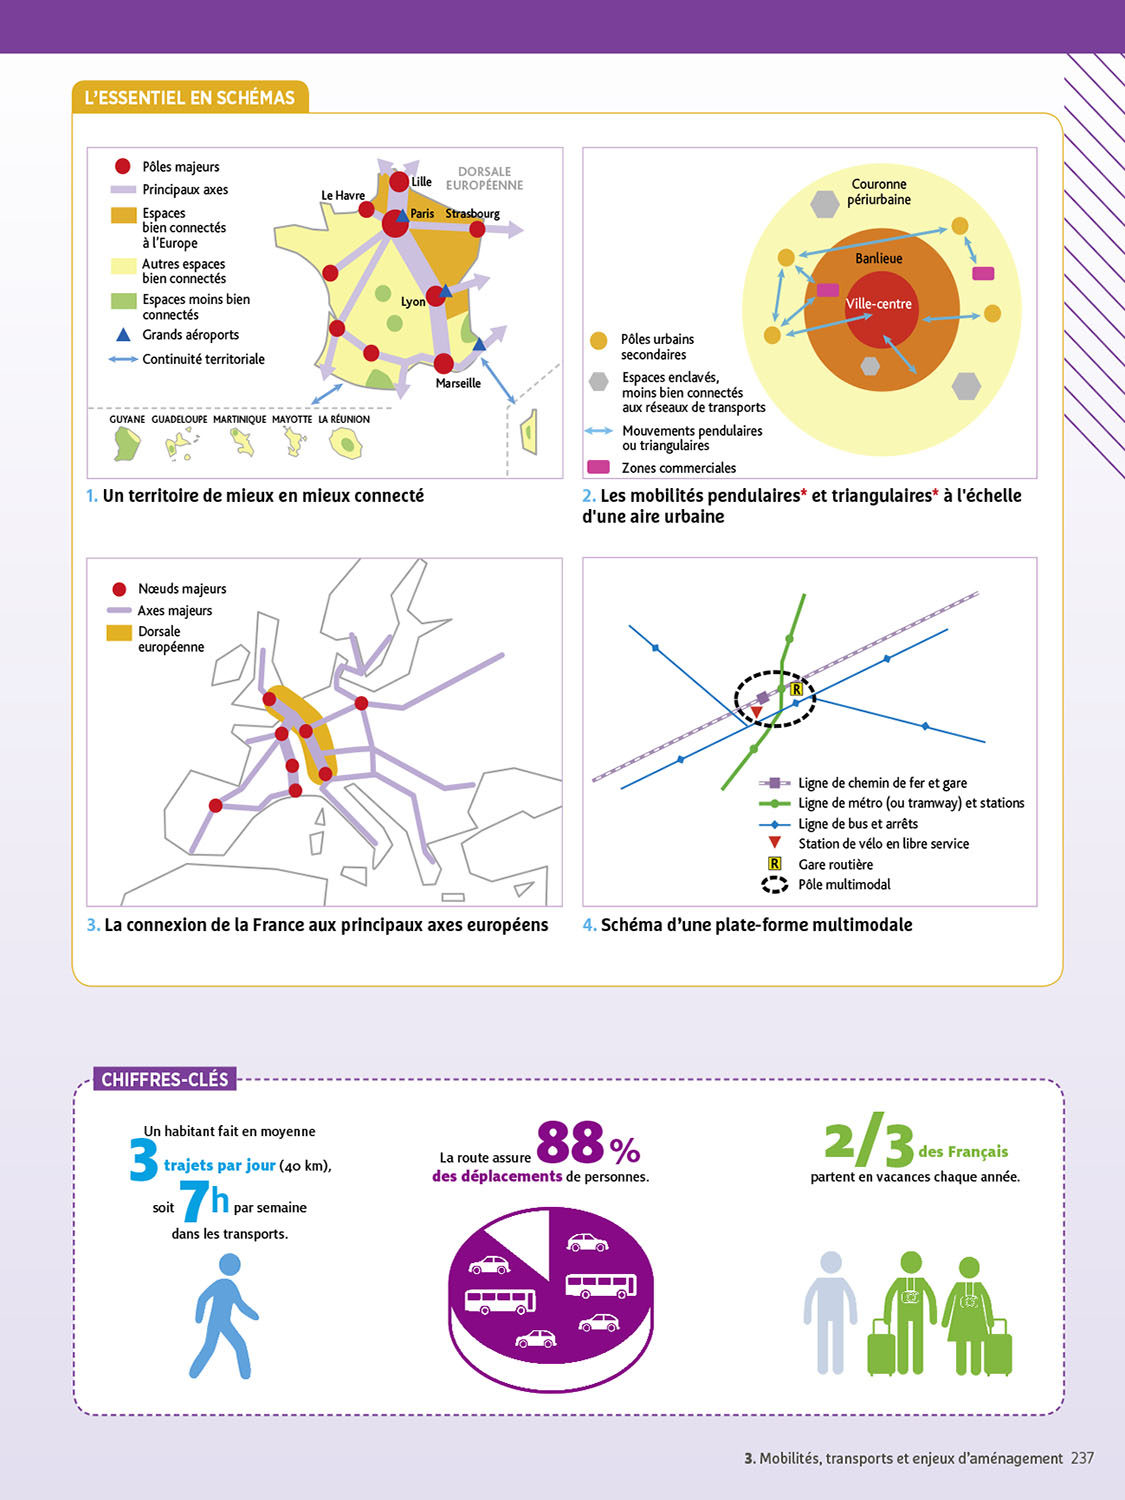 L'ESSENTIEL EN SCHÉMAS
Pôles majeurs
Principaux axes
Espaces
bien connectés
à l'Europe
Autres espaces
bien connectés
Espaces moins bien
connectés
Grands aéroports
Continuité territoriale
DORSALE
EUROPÉENNE
Lille
Le Havre
Paris
Strasbourg
Lyon
Marseille
GUYANE
GUADELOUPE
MARTINIQUE
MAYOTTE
LA RÉUNION
1. Un territoire de mieux en mieux connecté
Couronne
périurbaine
Banlieue
Ville-centre
Pôles urbains
secondaires
Espaces enclavés,
moins bien connectés
aux réseaux de transports
Mouvements pendulaires
ou triangulaires
Zones commerciales
2. Les mobilités pendulaires* et triangulaires* à l'échelle
d'une aire urbaine
Nœuds majeurs
Axes majeurs
Dorsale
européenne
3. La connexion de la France aux principaux axes européens
R
Ligne de chemin de fer et gare
Ligne de métro (ou tramway) et stations
Ligne de bus et arrêts
Station de vélo en libre service
R Gare routière
Pôle multimodal
4. Schéma d'une plate-forme multimodale
CHIFFRES-CLÉS
Un habitant fait en moyenne
3 trajets par jour (40 km),
soit 7h par semaine
dans les transports.
La route assure 88 %
des déplacements de personnes.
2/3 des Français
partent en vacances chaque année.
3. Mobilités, transports et enjeux d'aménagement 237